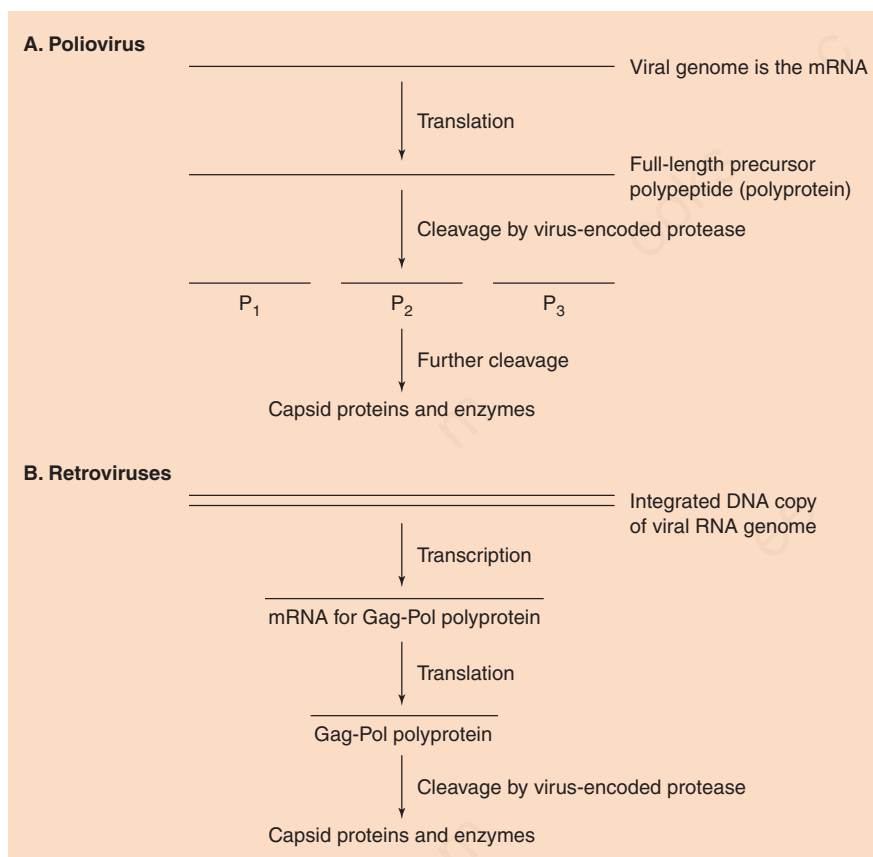 A. Poliovirus
Viral genome is the mRNA
Translation
Full-length precursor
polypeptide (polyprotein)
Cleavage by virus-encoded protease
P1 P2 P3
Further cleavage
Capsid proteins and enzymes
B. Retroviruses
Integrated DNA copy
of viral RNA genome
Transcription
mRNA for Gag-Pol polyprotein
Translation
Gag-Pol polyprotein
Cleavage by virus-encoded protease
Capsid proteins and enzymes